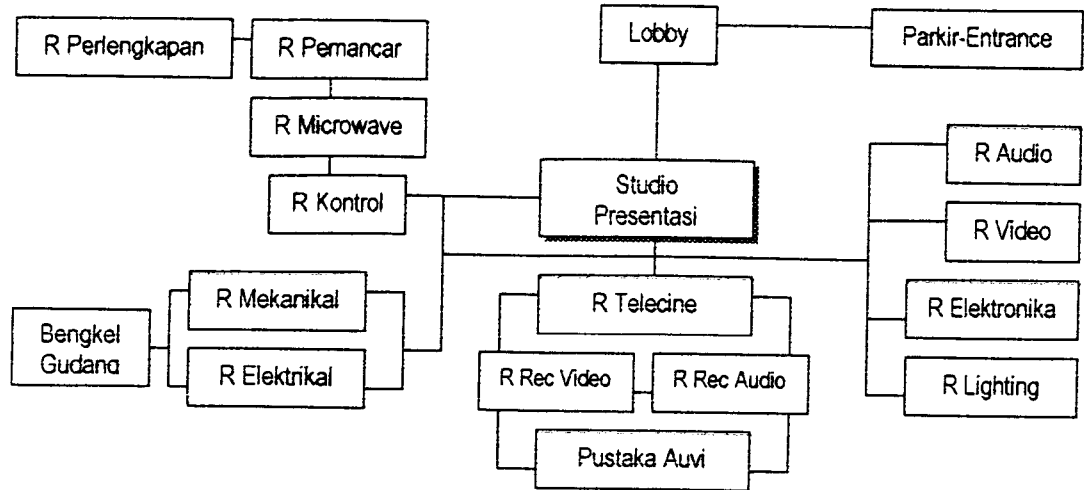 R Perlengkapan
R Pemancar
Lobby
Parkir-Entrance
R Microwave
R Audio
R Kontrol
Studio
Presentasi
R Video
R Mekanikal
R Telecine
R Elektronika
Bengkel
Gudang
R Elektrikal
R Rec Video
R Rec Audio
R Lighting
Pustaka Auvi